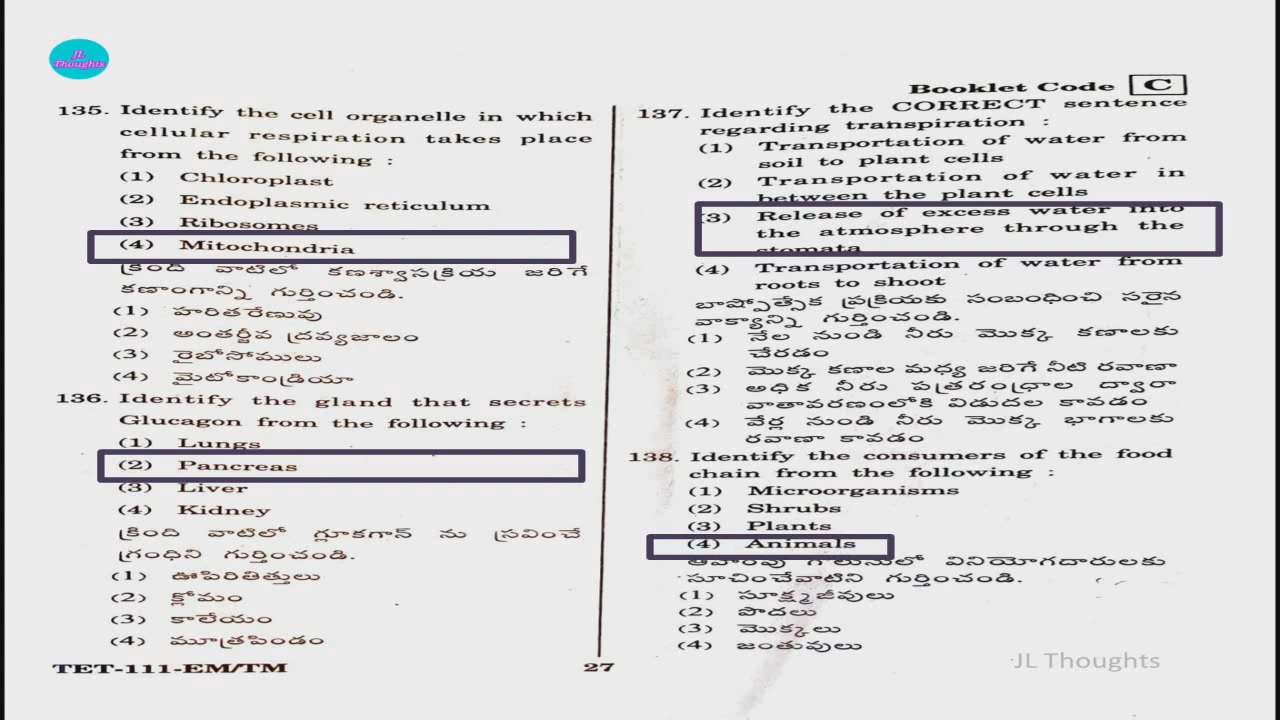 JL
Thoughts
Booklet Code C
135. Identify the cell organelle in which
cellular respiration takes place
from the following :
(1) Chloroplast
(2) Endoplasmic reticulum
(3) Ribosomes
(4) Mitochondria
క్రింది వాటిలో కణశ్వాసక్రియ జరిగే
కణాంగాన్ని గుర్తించండి.
(1) హరితరేణువు
(2) అంతర్జీవ ద్రవ్యజాలం
(3) రైబోసోములు
(4) మైటోకాండ్రియా
136. Identify the gland that secrets
Glucagon from the following :
(1) Lungs
(2) Pancreas
(3) Liver
(4) Kidney
క్రింది వాటిలో గ్లూకగాన్ ను స్రవించే
గ్రంధిని గుర్తించండి.
(1) ఊపిరితిత్తులు
(2) క్లోమం
(3) కాలేయం
(4) మూత్రపిండం
137. Identify the CORRECT sentence
regarding transpiration :
(1) Transportation of water from
soil to plant cells
(2) Transportation of water in
between the plant cells
(3) Release of excess water into
the atmosphere through the
stomata
(4) Transportation of water from
roots to shoot
బాష్పోత్సేక ప్రక్రియకు సంబంధించి సరైన
వాక్యాన్ని గుర్తించండి.
(1) నేల నుండి నీరు మొక్క కణాలకు
చేరడం
(2) మొక్క కణాల మధ్య జరిగే నీటి రవాణా
(3) అధిక నీరు పత్రరంధ్రాల ద్వారా
వాతావరణంలోకి విడుదల కావడం
(4) వేర్ల నుండి నీరు మొక్క భాగాలకు
రవాణా కావడం
138. Identify the consumers of the food
chain from the following :
(1) Microorganisms
(2) Shrubs
(3) Plants
(4) Animals
ఆహారపు గొలుసులో వినియోగదారులకు
సూచించేవాటిని గుర్తించండి.
(1) సూక్ష్మజీవులు
(2) పొదలు
(3) మొక్కలు
(4) జంతువులు
TET-111-EM/TM
27
JL Thoughts